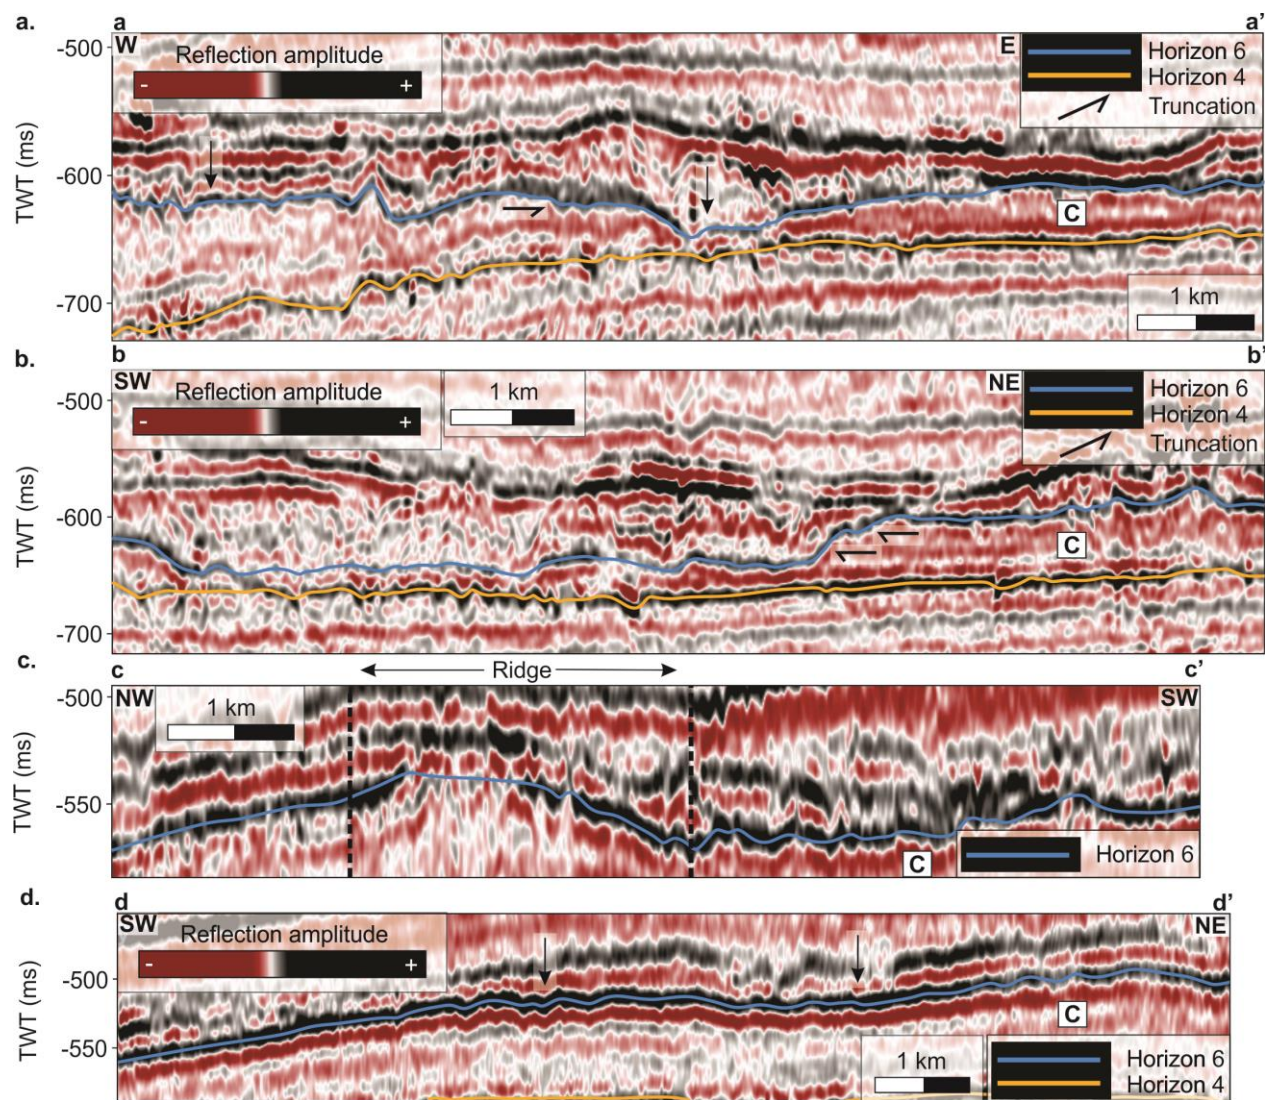 a.
a
a'
W
E
Reflection amplitude
- +
Horizon 6
Horizon 4
Truncation
-500
-600
-700
TWT (ms)
C
1 km
b.
b
b'
SW
NE
Reflection amplitude
- +
1 km
Horizon 6
Horizon 4
Truncation
-500
-600
-700
TWT (ms)
C
c.
c
Ridge
c'
NW
SW
1 km
-500
-550
TWT (ms)
C
Horizon 6
d.
d
d'
SW
NE
Reflection amplitude
- +
-500
-550
TWT (ms)
C
1 km
Horizon 6
Horizon 4